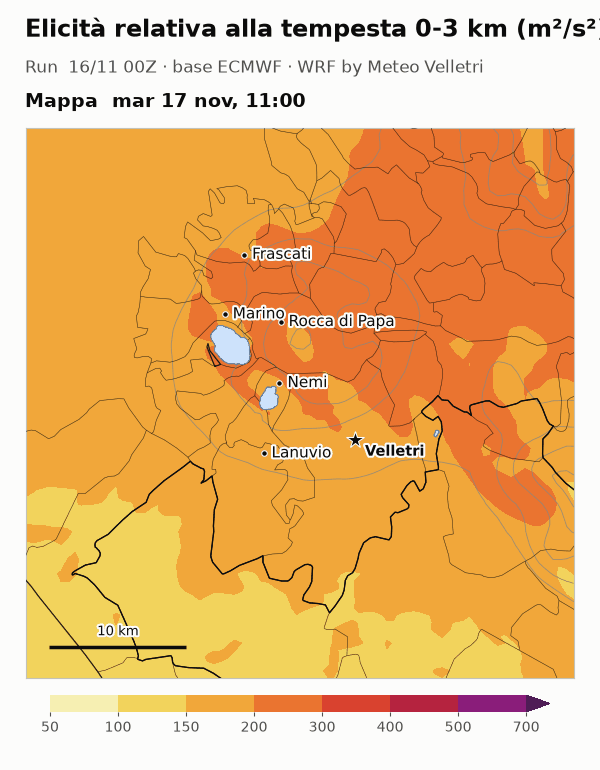 Elicità relativa alla tempesta 0-3 km (m²/s²)
Run  16/11 00Z · base ECMWF · WRF by Meteo Velletri
Mappa  mar 17 nov, 11:00
Frascati
Marino
Rocca di Papa
Nemi
Velletri
Lanuvio
10 km
50 100 150 200 300 400 500 700